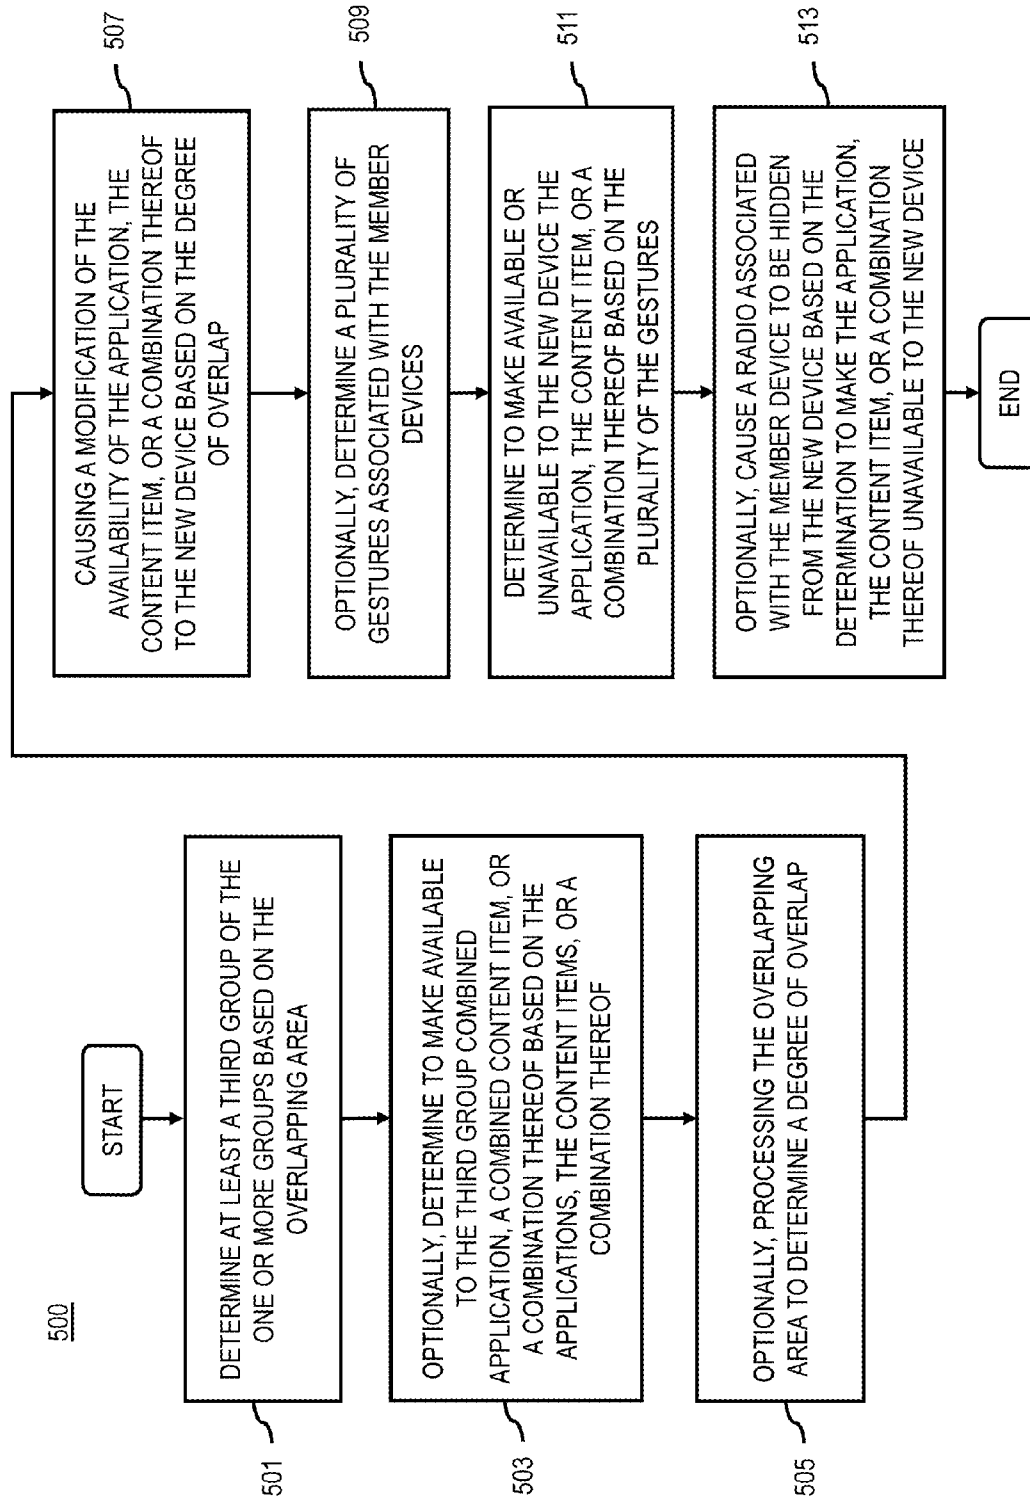 500
START
DETERMINE AT LEAST A THIRD GROUP OF THE
ONE OR MORE GROUPS BASED ON THE
OVERLAPPING AREA
501
OPTIONALLY, DETERMINE TO MAKE AVAILABLE
TO THE THIRD GROUP COMBINED
APPLICATION, A COMBINED CONTENT ITEM, OR
A COMBINATION THEREOF BASED ON THE
APPLICATIONS, THE CONTENT ITEMS, OR A
COMBINATION THEREOF
503
OPTIONALLY, PROCESSING THE OVERLAPPING
AREA TO DETERMINE A DEGREE OF OVERLAP
505
CAUSING A MODIFICATION OF THE
AVAILABILITY OF THE APPLICATION, THE
CONTENT ITEM, OR A COMBINATION THEREOF
TO THE NEW DEVICE BASED ON THE DEGREE
OF OVERLAP
507
OPTIONALLY, DETERMINE A PLURALITY OF
GESTURES ASSOCIATED WITH THE MEMBER
DEVICES
509
DETERMINE TO MAKE AVAILABLE OR
UNAVAILABLE TO THE NEW DEVICE THE
APPLICATION, THE CONTENT ITEM, OR A
COMBINATION THEREOF BASED ON THE
PLURALITY OF THE GESTURES
511
OPTIONALLY, CAUSE A RADIO ASSOCIATED
WITH THE MEMBER DEVICE TO BE HIDDEN
FROM THE NEW DEVICE BASED ON THE
DETERMINATION TO MAKE THE APPLICATION,
THE CONTENT ITEM, OR A COMBINATION
THEREOF UNAVAILABLE TO THE NEW DEVICE
513
END